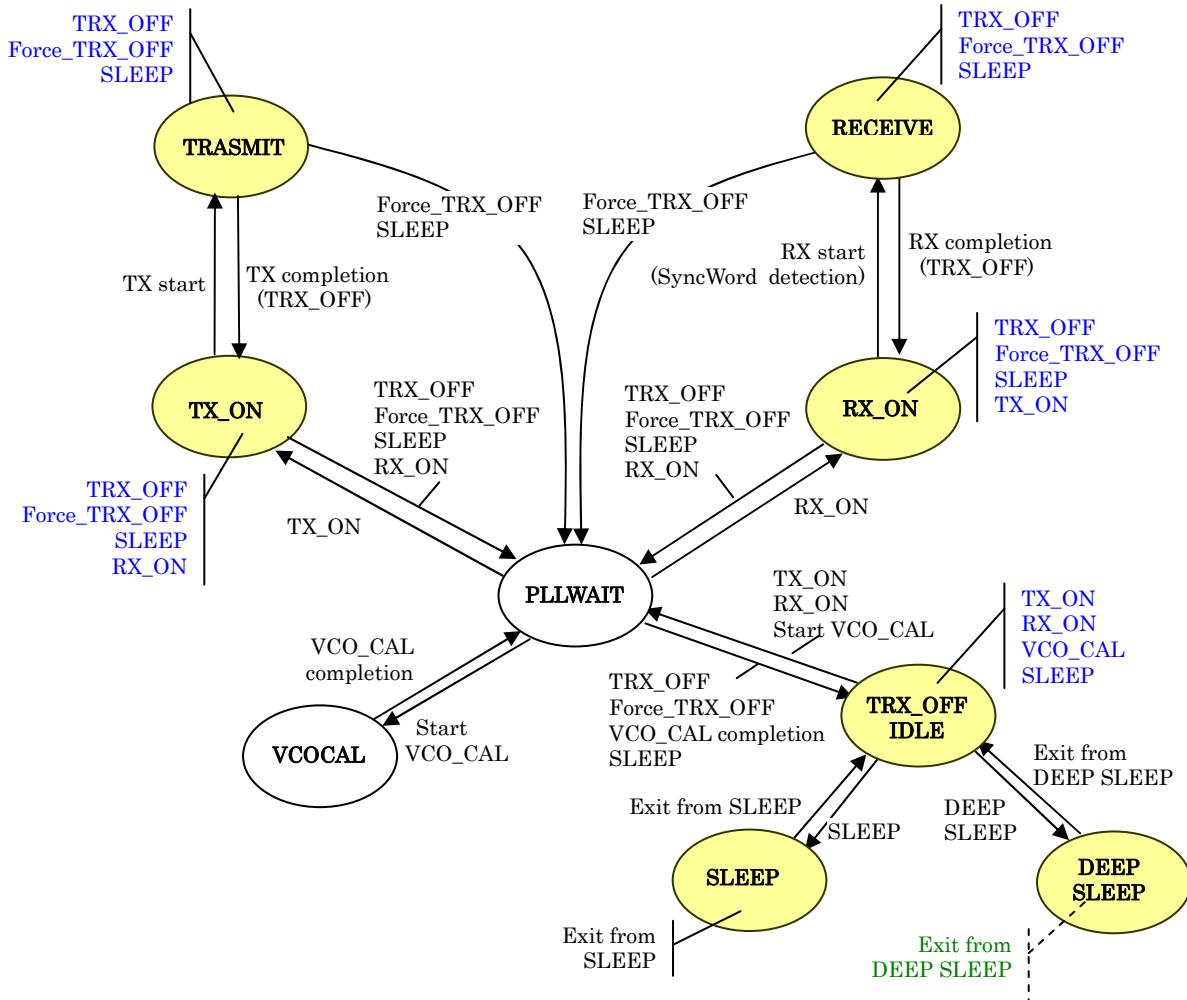 TRX_OFF
Force_TRX_OFF
SLEEP
TRX_OFF
Force_TRX_OFF
SLEEP
TRASMIT
RECEIVE
Force_TRX_OFF
SLEEP
Force_TRX_OFF
SLEEP
TX start
TX completion
(TRX_OFF)
RX start
(SyncWord detection)
RX completion
(TRX_OFF)
TX_ON
TRX_OFF
Force_TRX_OFF
SLEEP
RX_ON
TRX_OFF
Force_TRX_OFF
SLEEP
RX_ON
RX_ON
TRX_OFF
Force_TRX_OFF
SLEEP
TX_ON
TRX_OFF
Force_TRX_OFF
SLEEP
RX_ON
TX_ON
RX_ON
PLLWAIT
TX_ON
RX_ON
Start VCO_CAL
TX_ON
RX_ON
VCO_CAL
SLEEP
VCO_CAL
completion
Start
VCO_CAL
VCOCAL
TRX_OFF
Force_TRX_OFF
VCO_CAL completion
SLEEP
TRX_OFF
IDLE
Exit from SLEEP
SLEEP
DEEP
SLEEP
Exit from
DEEP SLEEP
SLEEP
DEEP
SLEEP
Exit from
SLEEP
Exit from
DEEP SLEEP